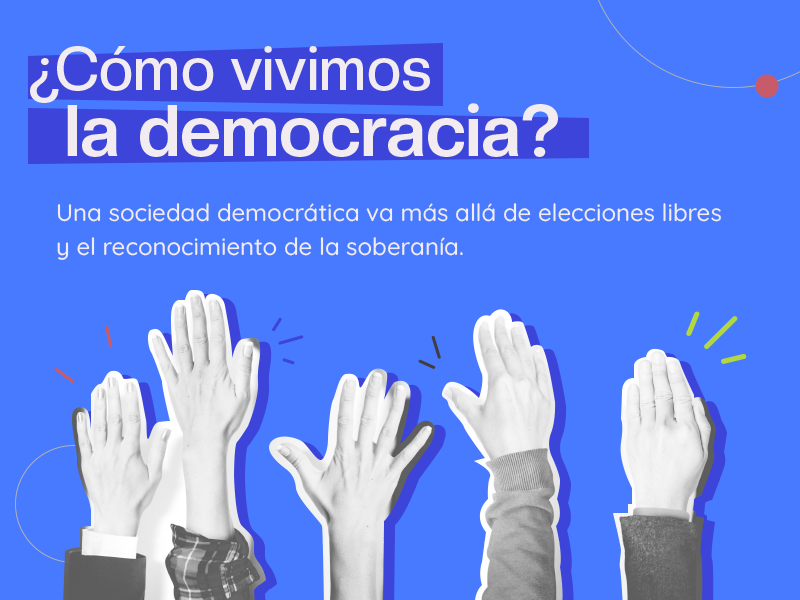 ¿Cómo vivimos
la democracia?
Una sociedad democrática va más allá de elecciones libres
y el reconocimiento de la soberanía.